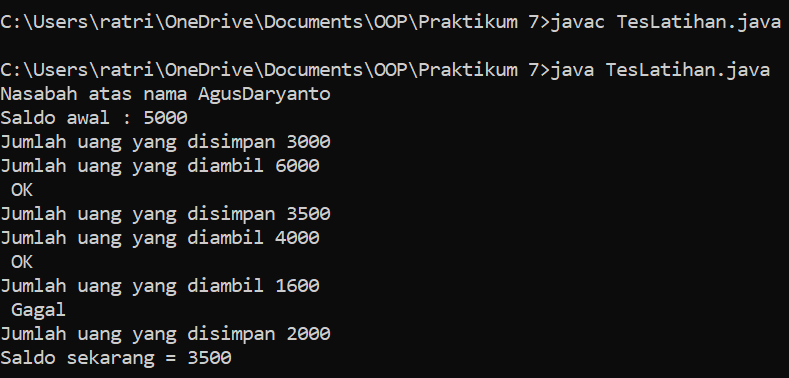 C:\Users\ratri\OneDrive\Documents\OOP\Praktikum 7>javac TesLatihan.java
C:\Users\ratri\OneDrive\Documents\OOP\Praktikum 7>java TesLatihan.java
Nasabah atas nama AgusDaryanto
Saldo awal : 5000
Jumlah uang yang disimpan 3000
Jumlah uang yang diambil 6000
 OK
Jumlah uang yang disimpan 3500
Jumlah uang yang diambil 4000
 OK
Jumlah uang yang diambil 1600
 Gagal
Jumlah uang yang disimpan 2000
Saldo sekarang = 3500